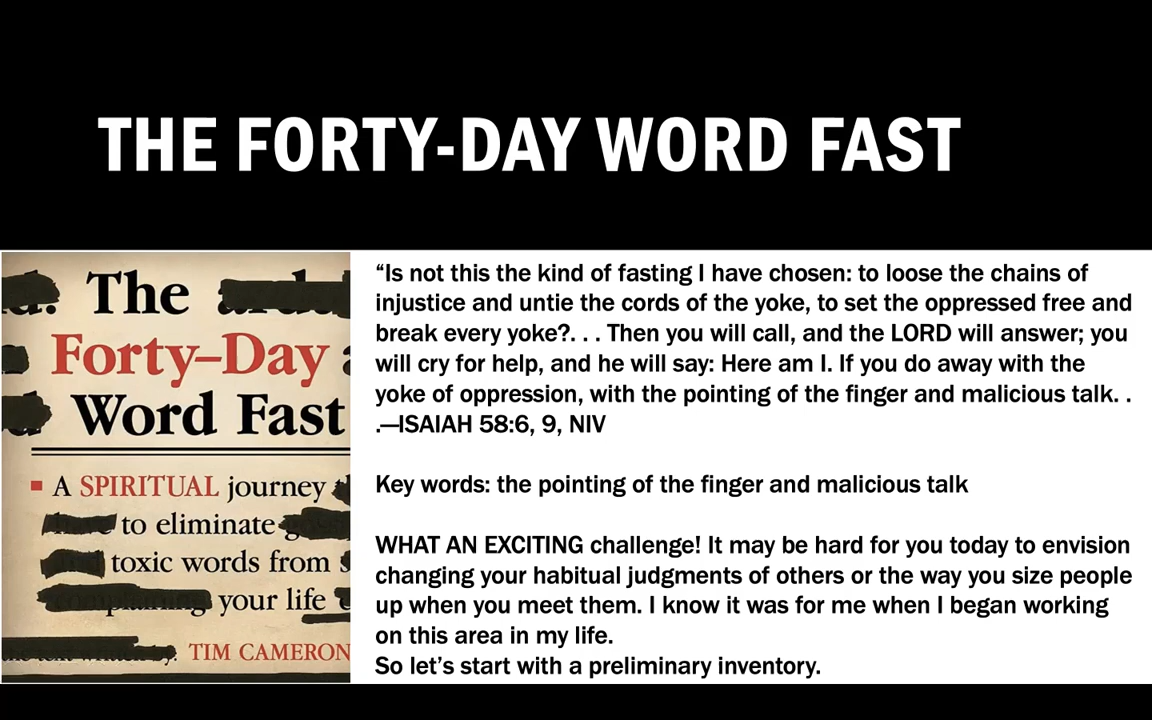 THE FORTY-DAY WORD FAST
The
Forty–Day
Word Fast
A SPIRITUAL journey
to eliminate
toxic words from
complaining your life
TIM CAMERON
“Is not this the kind of fasting I have chosen: to loose the chains of
injustice and untie the cords of the yoke, to set the oppressed free and
break every yoke?. . . Then you will call, and the LORD will answer; you
will cry for help, and he will say: Here am I. If you do away with the
yoke of oppression, with the pointing of the finger and malicious talk. .
.—ISAIAH 58:6, 9, NIV
Key words: the pointing of the finger and malicious talk
WHAT AN EXCITING challenge! It may be hard for you today to envision
changing your habitual judgments of others or the way you size people
up when you meet them. I know it was for me when I began working
on this area in my life.
So let’s start with a preliminary inventory.